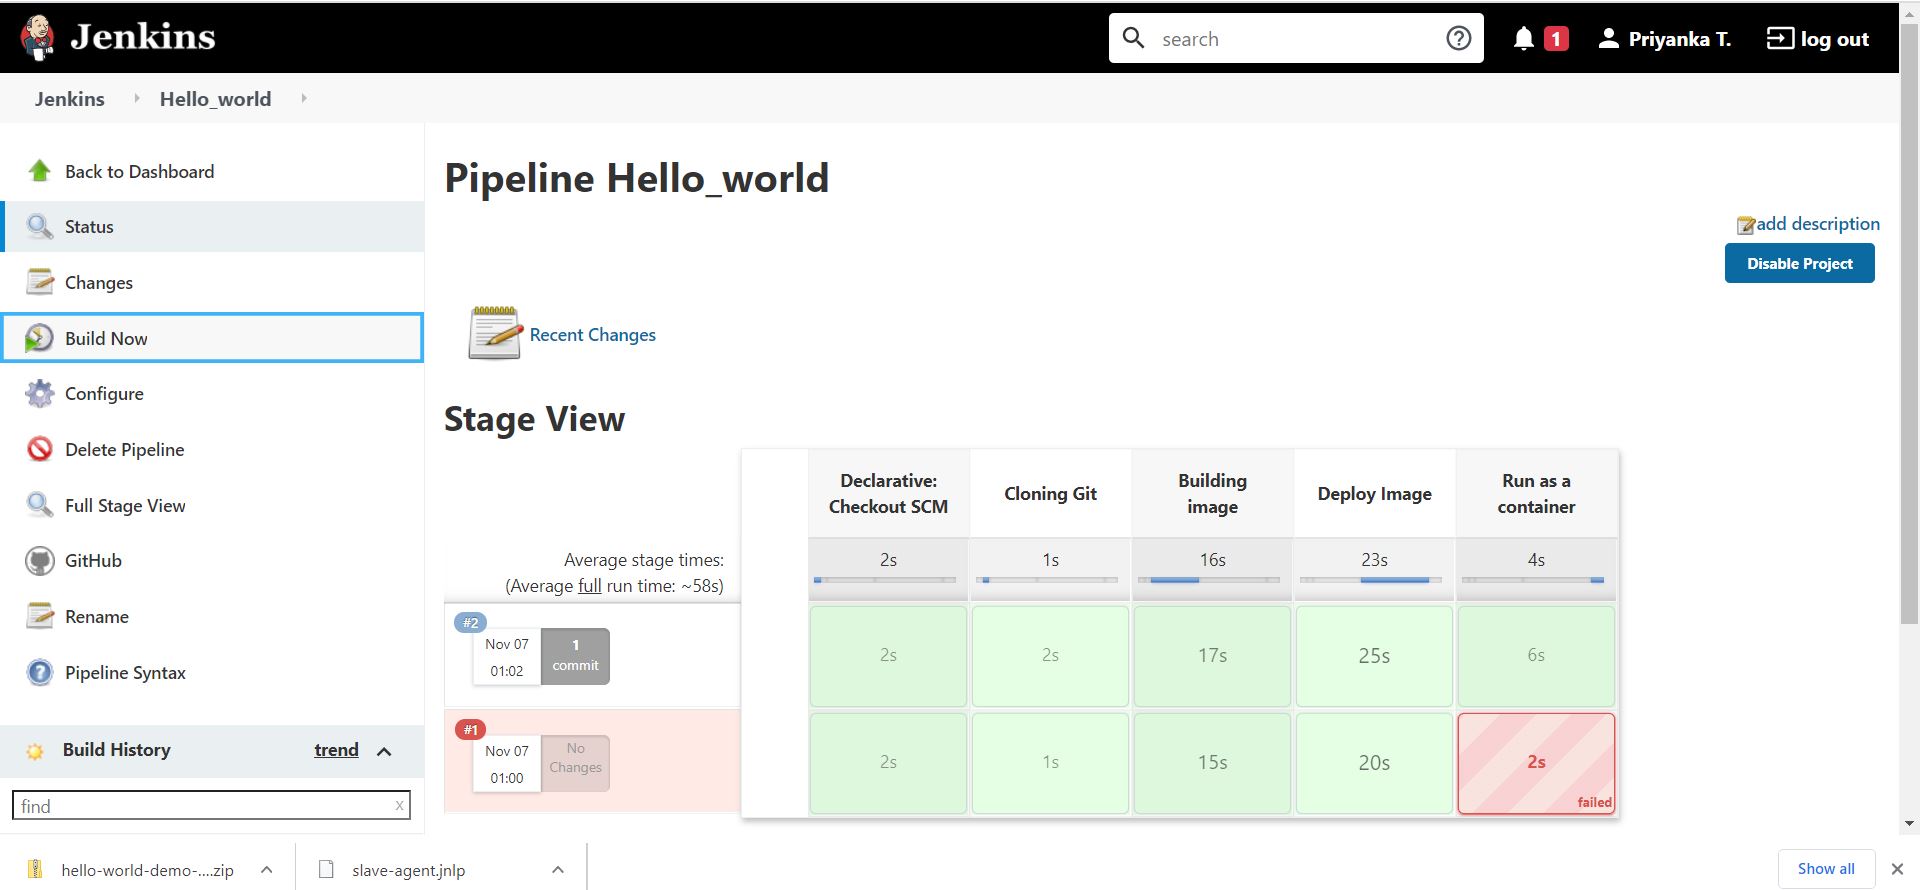 Jenkins
search
1
Priyanka T.
log out
Jenkins
Hello_world
Back to Dashboard
Status
Changes
Build Now
Configure
Delete Pipeline
Full Stage View
GitHub
Rename
Pipeline Syntax
Build History
trend
find
x
Pipeline Hello_world
add description
Disable Project
Recent Changes
Stage View
Declarative:
Checkout SCM
Cloning Git
Building
image
Deploy Image
Run as a
container
Average stage times:
(Average full run time: ~58s)
2s
1s
16s
23s
4s
#2
Nov 07
01:02
1
commit
2s
2s
17s
25s
6s
#1
Nov 07
01:00
No
Changes
2s
1s
15s
20s
2s
failed
hello-world-demo-....zip
slave-agent.jnlp
Show all